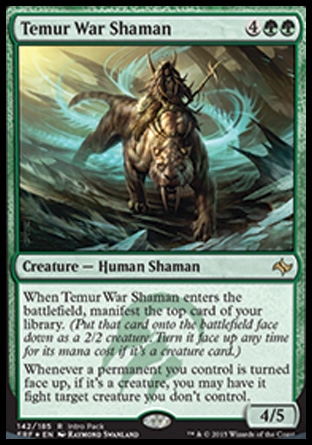 Temur War Shaman 4
Creature — Human Shaman
When Temur War Shaman enters the
battlefield, manifest the top card of your
library. (Put that card onto the battlefield face
down as a 2/2 creature. Turn it face up any time
for its mana cost if it's a creature card.)
Whenever a permanent you control is turned
face up, if it's a creature, you may have it
fight target creature you don't control.
4/5
142/185 R Intro Pack
FRF EN Raymond Swanland
™ & © 2015 Wizards of the Coast